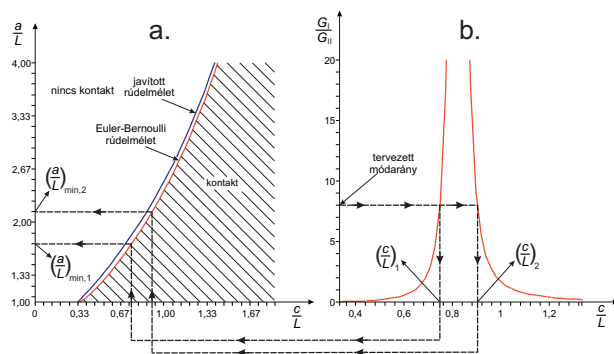 a.
a/L
4,00
3,33
2,67
2,00
1,33
1,00
nincs kontakt
javított
rúdelmélet
Euler-Bernoulli
rúdelmélet
kontakt
(a/L)min,2
(a/L)min,1
0
0,33
0,67
1,00
1,33
1,67
c/L
b.
GI/GII
20
15
10
5
0
tervezett
módarány
(c/L)1
(c/L)2
0,4
0,6
0,8
1
1,2
c/L